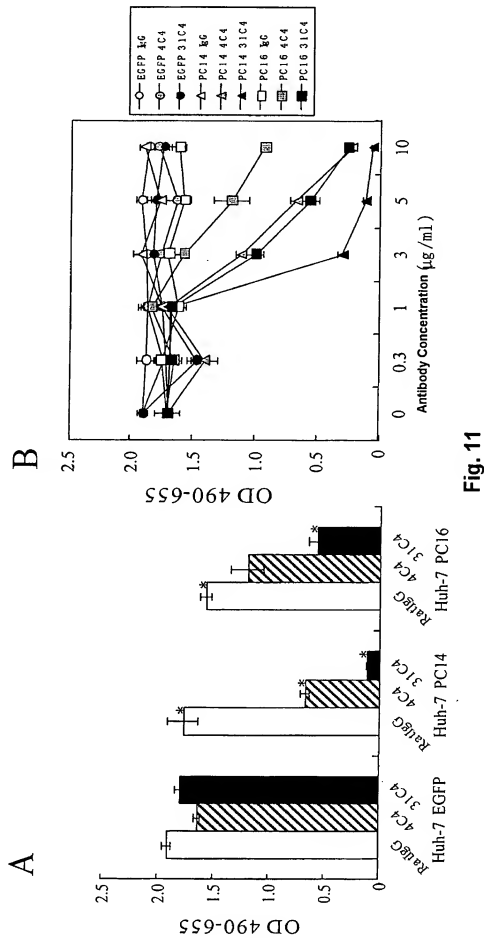 A
OD 490-655
2.5
2.0
1.5
1.0
0.5
0
RatIgG
4C4
31C4
Huh-7 EGFP
*
RatIgG
*
4C4
*
31C4
Huh-7 PC14
*
RatIgG
4C4
*
31C4
Huh-7 PC16
B
OD 490-655
2.5
2.0
1.5
1.0
0.5
0
0 0.3 1 3 5 10
Antibody Concentration (µg/ml)
EGFP IgG
EGFP 4C4
EGFP 31C4
PC14 IgG
PC14 4C4
PC14 31C4
PC16 IgG
PC16 4C4
PC16 31C4
Fig. 11